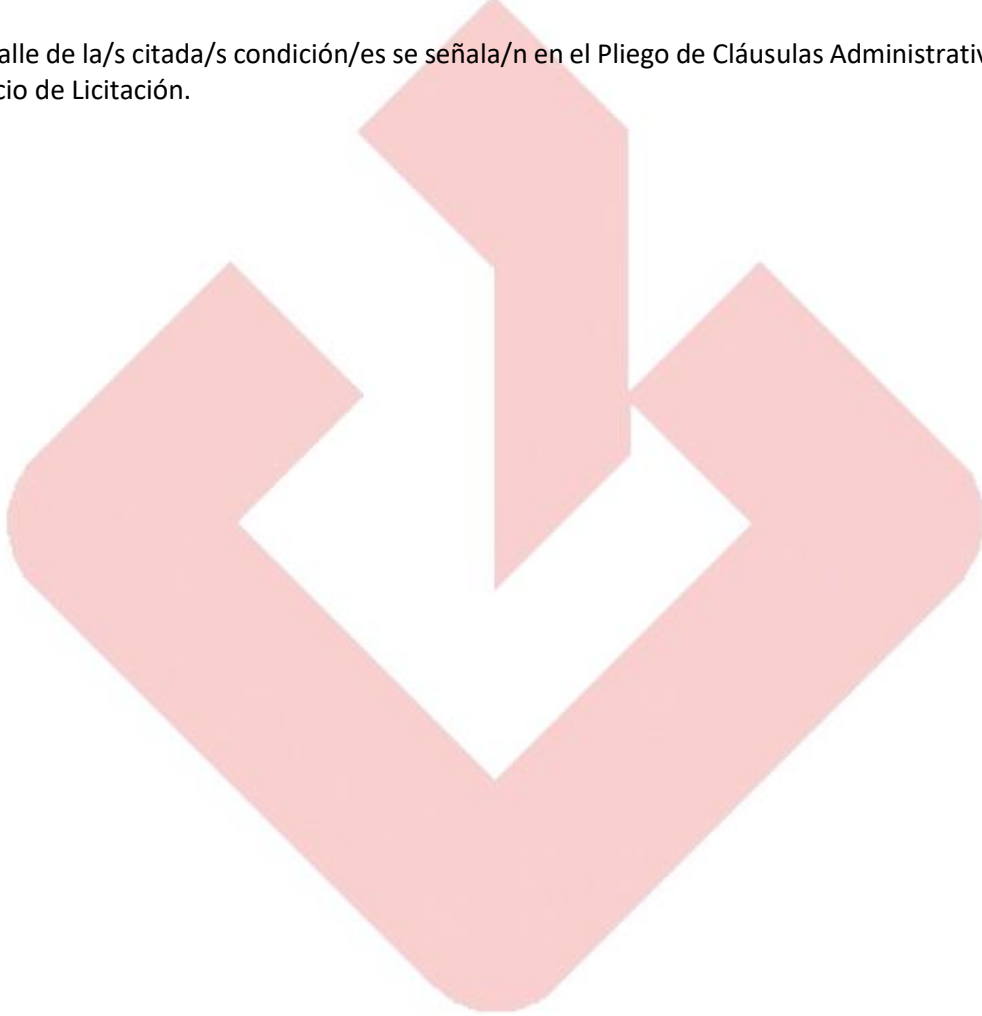 alle de la/s citada/s condición/es se señala/n en el Pliego de Cláusulas Administrativ
cio de Licitación.